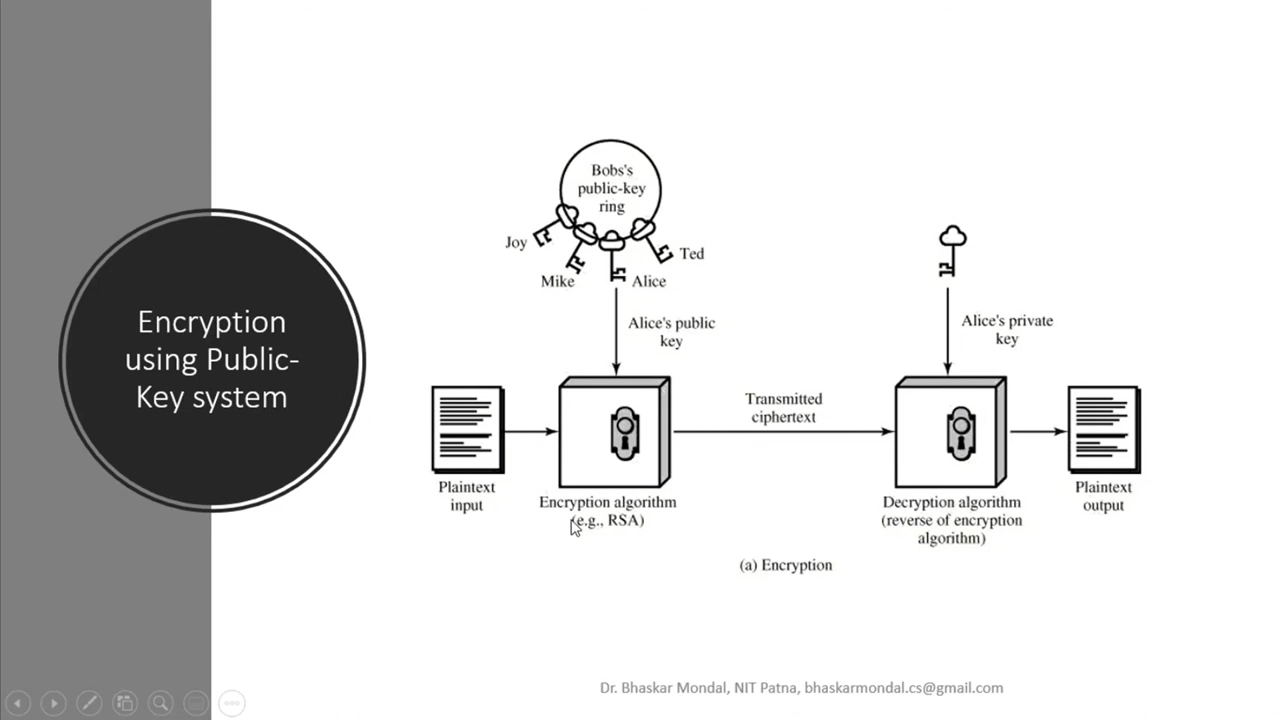 Encryption
using Public-
Key system
Bobs's
public-key
ring
Joy
Mike
Alice
Ted
Alice's public
key
Alice's private
key
Transmitted
ciphertext
Plaintext
input
Encryption algorithm
(e.g., RSA)
Decryption algorithm
(reverse of encryption
algorithm)
Plaintext
output
(a) Encryption
Dr. Bhaskar Mondal, NIT Patna, bhaskarmondal.cs@gmail.com